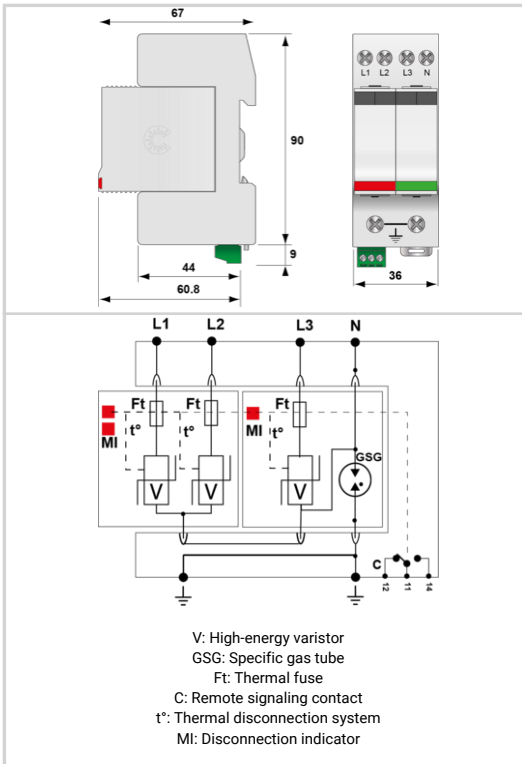 67
L1 L2 L3 N
90
9
44
60.8
36
L1 L2 L3 N
Ft Ft Ft
t° t° t°
MI MI
GSG
V V V
C
12 11 14
V: High-energy varistor
GSG: Specific gas tube
Ft: Thermal fuse
C: Remote signaling contact
t°: Thermal disconnection system
MI: Disconnection indicator